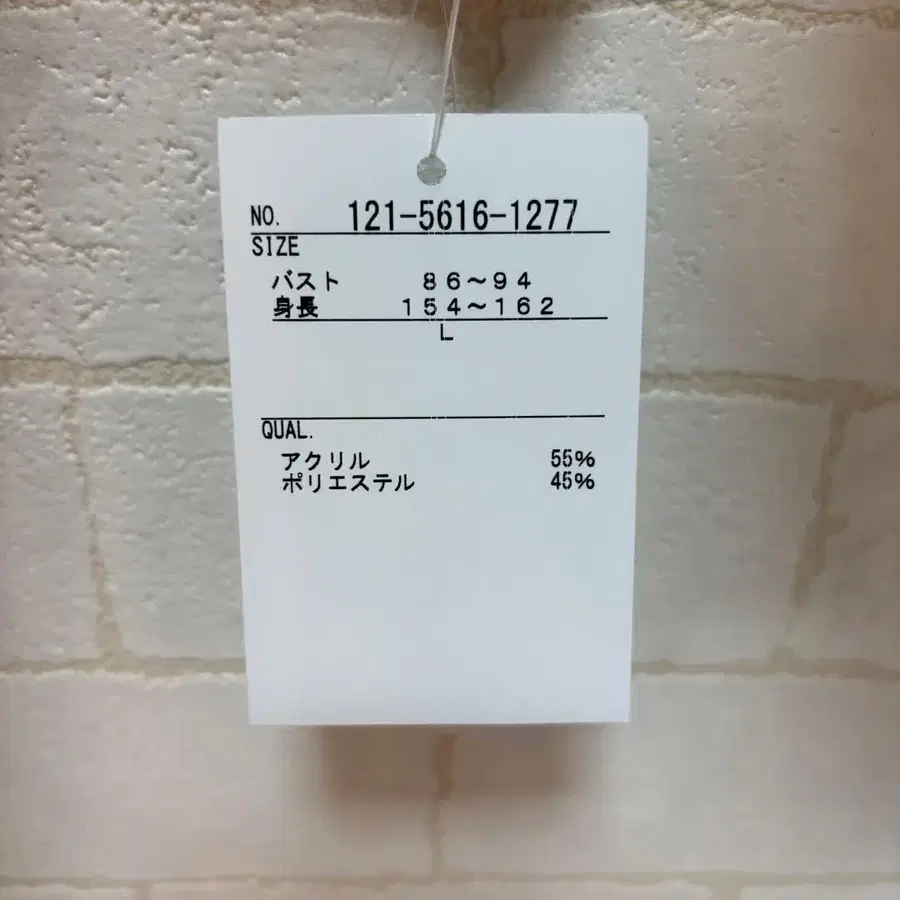 NO. 121-5616-1277
SIZE
バスト 86～94
身長 154～162
L
QUAL.
アクリル 55%
ポリエステル 45%